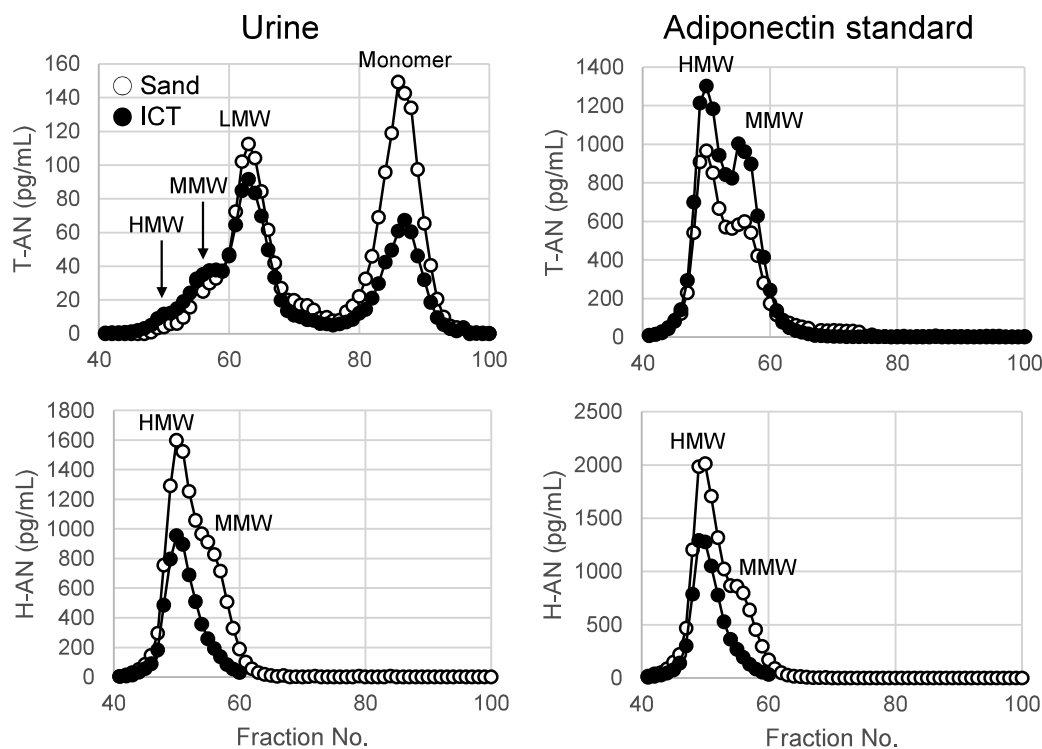 Urine
Adiponectin standard
T-AN (pg/mL)
160
140
120
100
80
60
40
20
0
40
60
80
100
Sand
ICT
HMW
MMW
LMW
Monomer
T-AN (pg/mL)
1400
1200
1000
800
600
400
200
0
40
60
80
100
HMW
MMW
H-AN (pg/mL)
1800
1600
1400
1200
1000
800
600
400
200
0
40
60
80
100
HMW
MMW
Fraction No.
H-AN (pg/mL)
2500
2000
1500
1000
500
0
40
60
80
100
HMW
MMW
Fraction No.